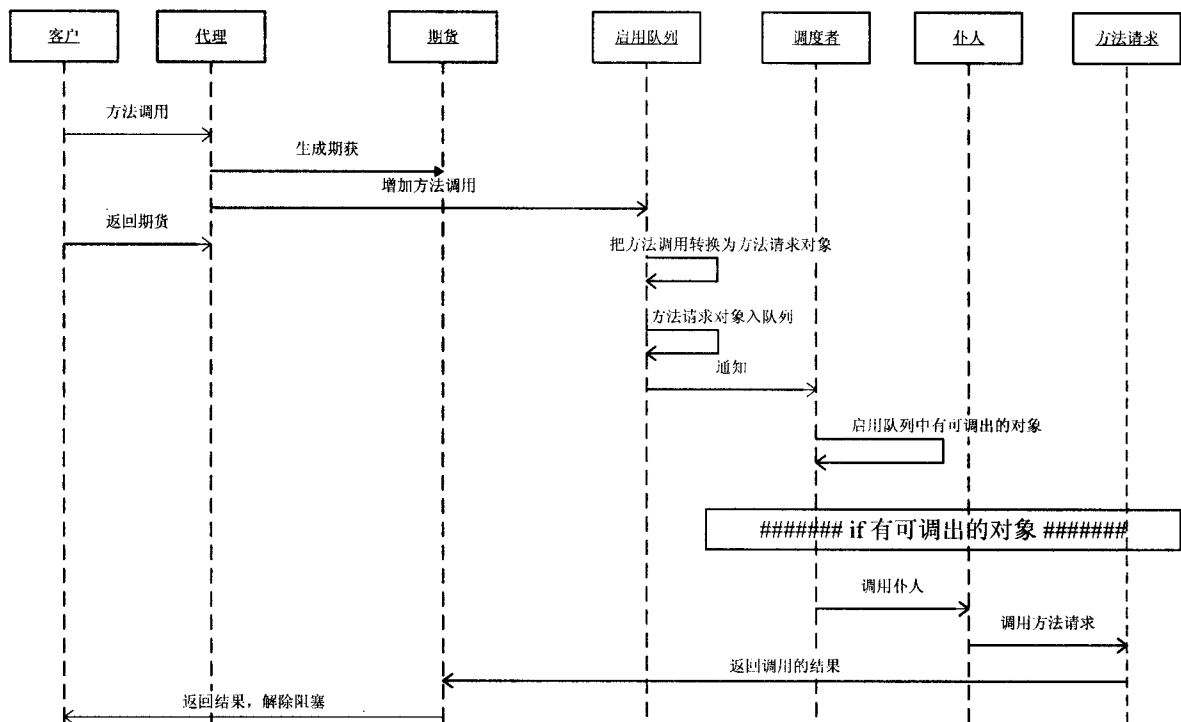 客户
代理
期货
启用队列
调度者
仆人
方法请求
方法调用
生成期获
增加方法调用
返回期货
把方法调用转换为方法请求对象
方法请求对象入队列
通知
启用队列中有可调出的对象
####### if 有可调出的对象 #######
调用仆人
调用方法请求
返回调用的结果
返回结果，解除阻塞